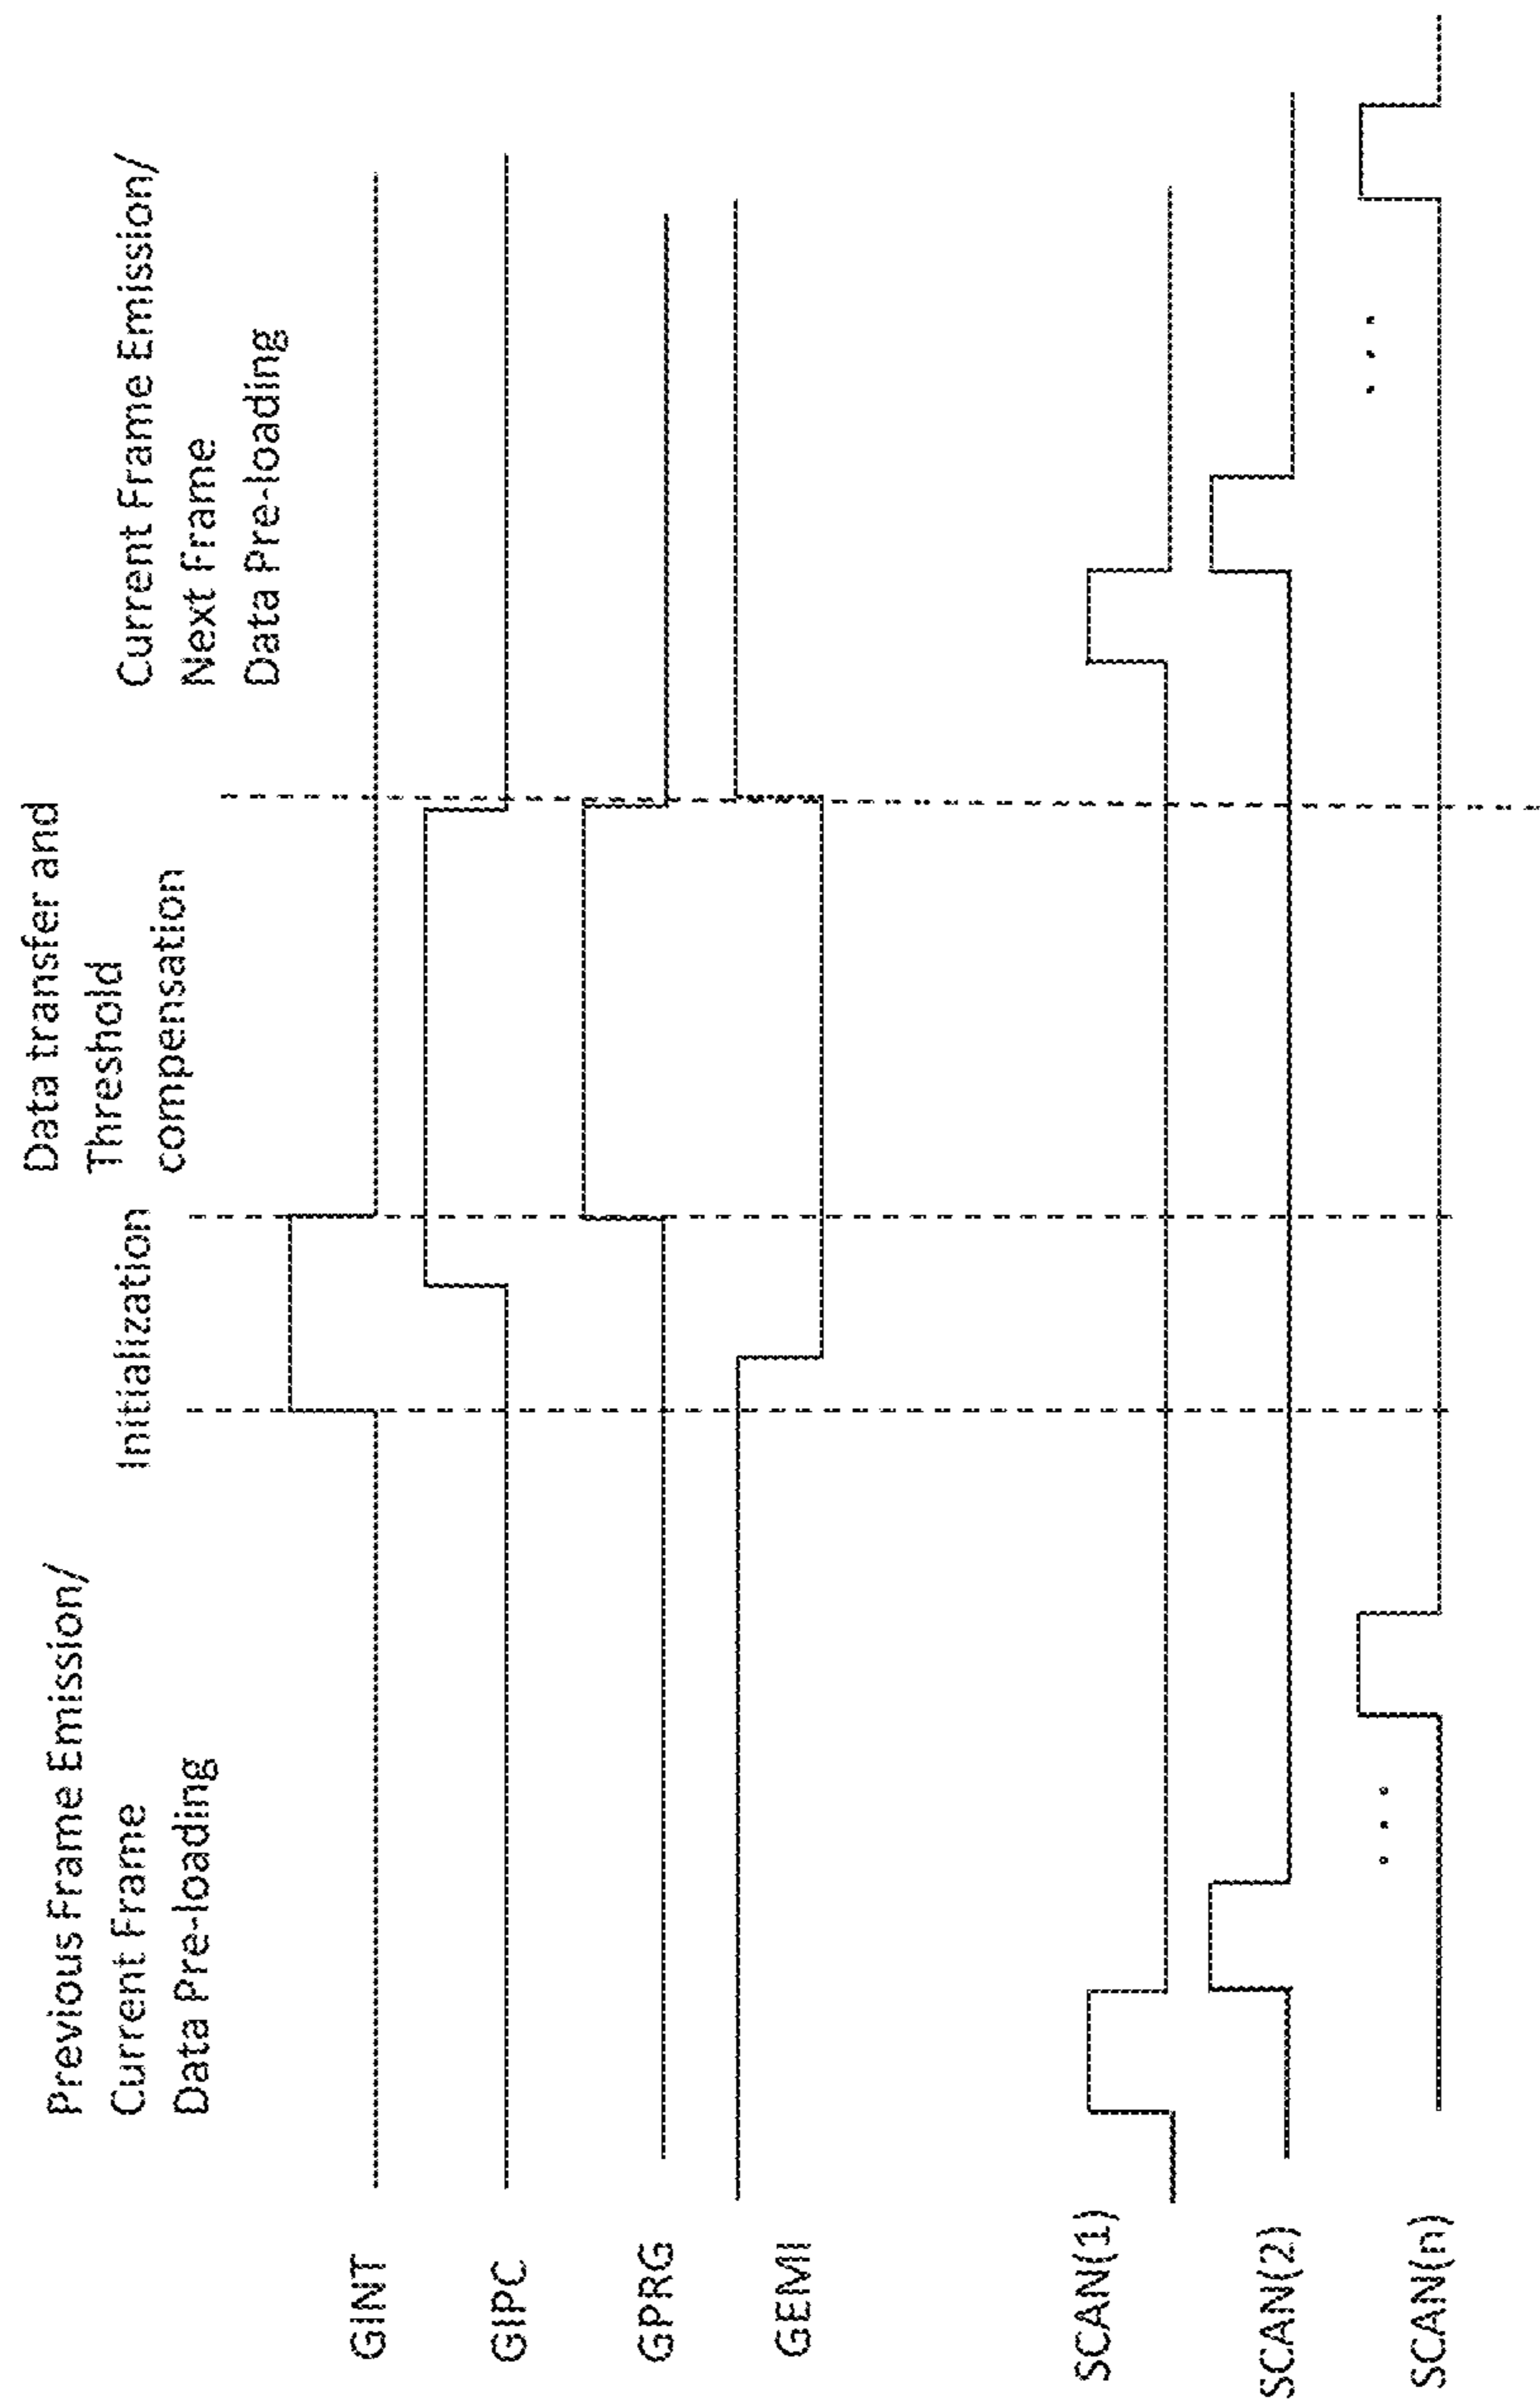 Previous Frame Emission/
Current Frame
Data Pre-loading
Initialization
Data transfer and
Threshold
compensation
Current Frame Emission/
Next Frame
Data Pre-loading
GINT
GIPC
GPRG
GEMI
SCAN(1)
SCAN(2)
. . .
. . .
SCAN(n)